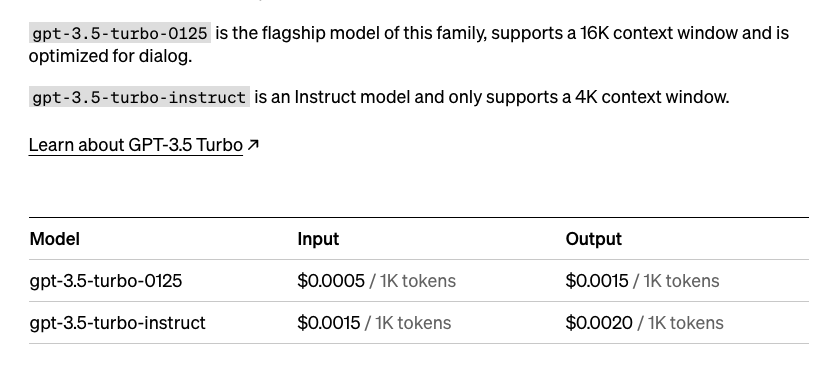 gpt-3.5-turbo-0125 is the flagship model of this family, supports a 16K context window and is
optimized for dialog.
gpt-3.5-turbo-instruct is an Instruct model and only supports a 4K context window.
Learn about GPT-3.5 Turbo ↗
Model Input Output
gpt-3.5-turbo-0125 $0.0005 / 1K tokens $0.0015 / 1K tokens
gpt-3.5-turbo-instruct $0.0015 / 1K tokens $0.0020 / 1K tokens